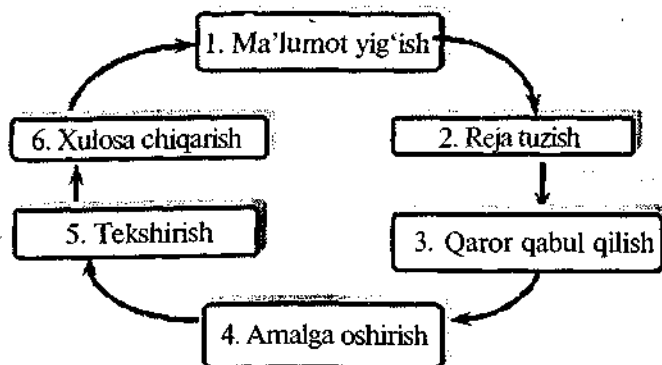 1. Ma’lumot yig‘ish
2. Reja tuzish
3. Qaror qabul qilish
4. Amalga oshirish
5. Tekshirish
6. Xulosa chiqarish